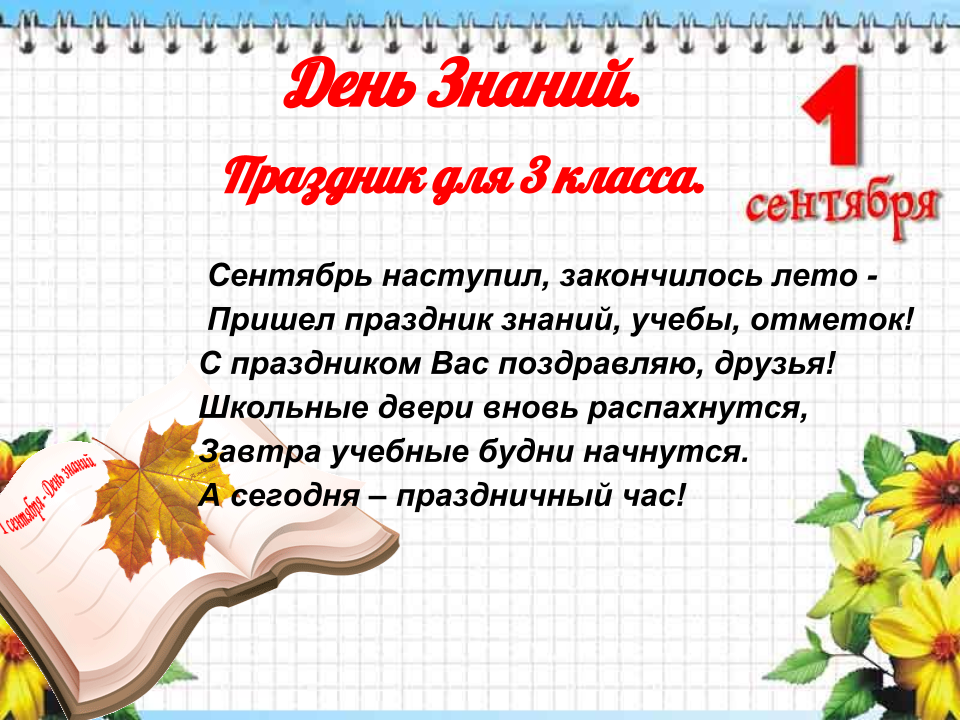 День Знаний.
Праздник для 3 класса.
1
сентября
Сентябрь наступил, закончилось лето -
Пришел праздник знаний, учебы, отметок!
С праздником Вас поздравляю, друзья!
Школьные двери вновь распахнутся,
Завтра учебные будни начнутся.
А сегодня – праздничный час!
1 сентября - День знаний